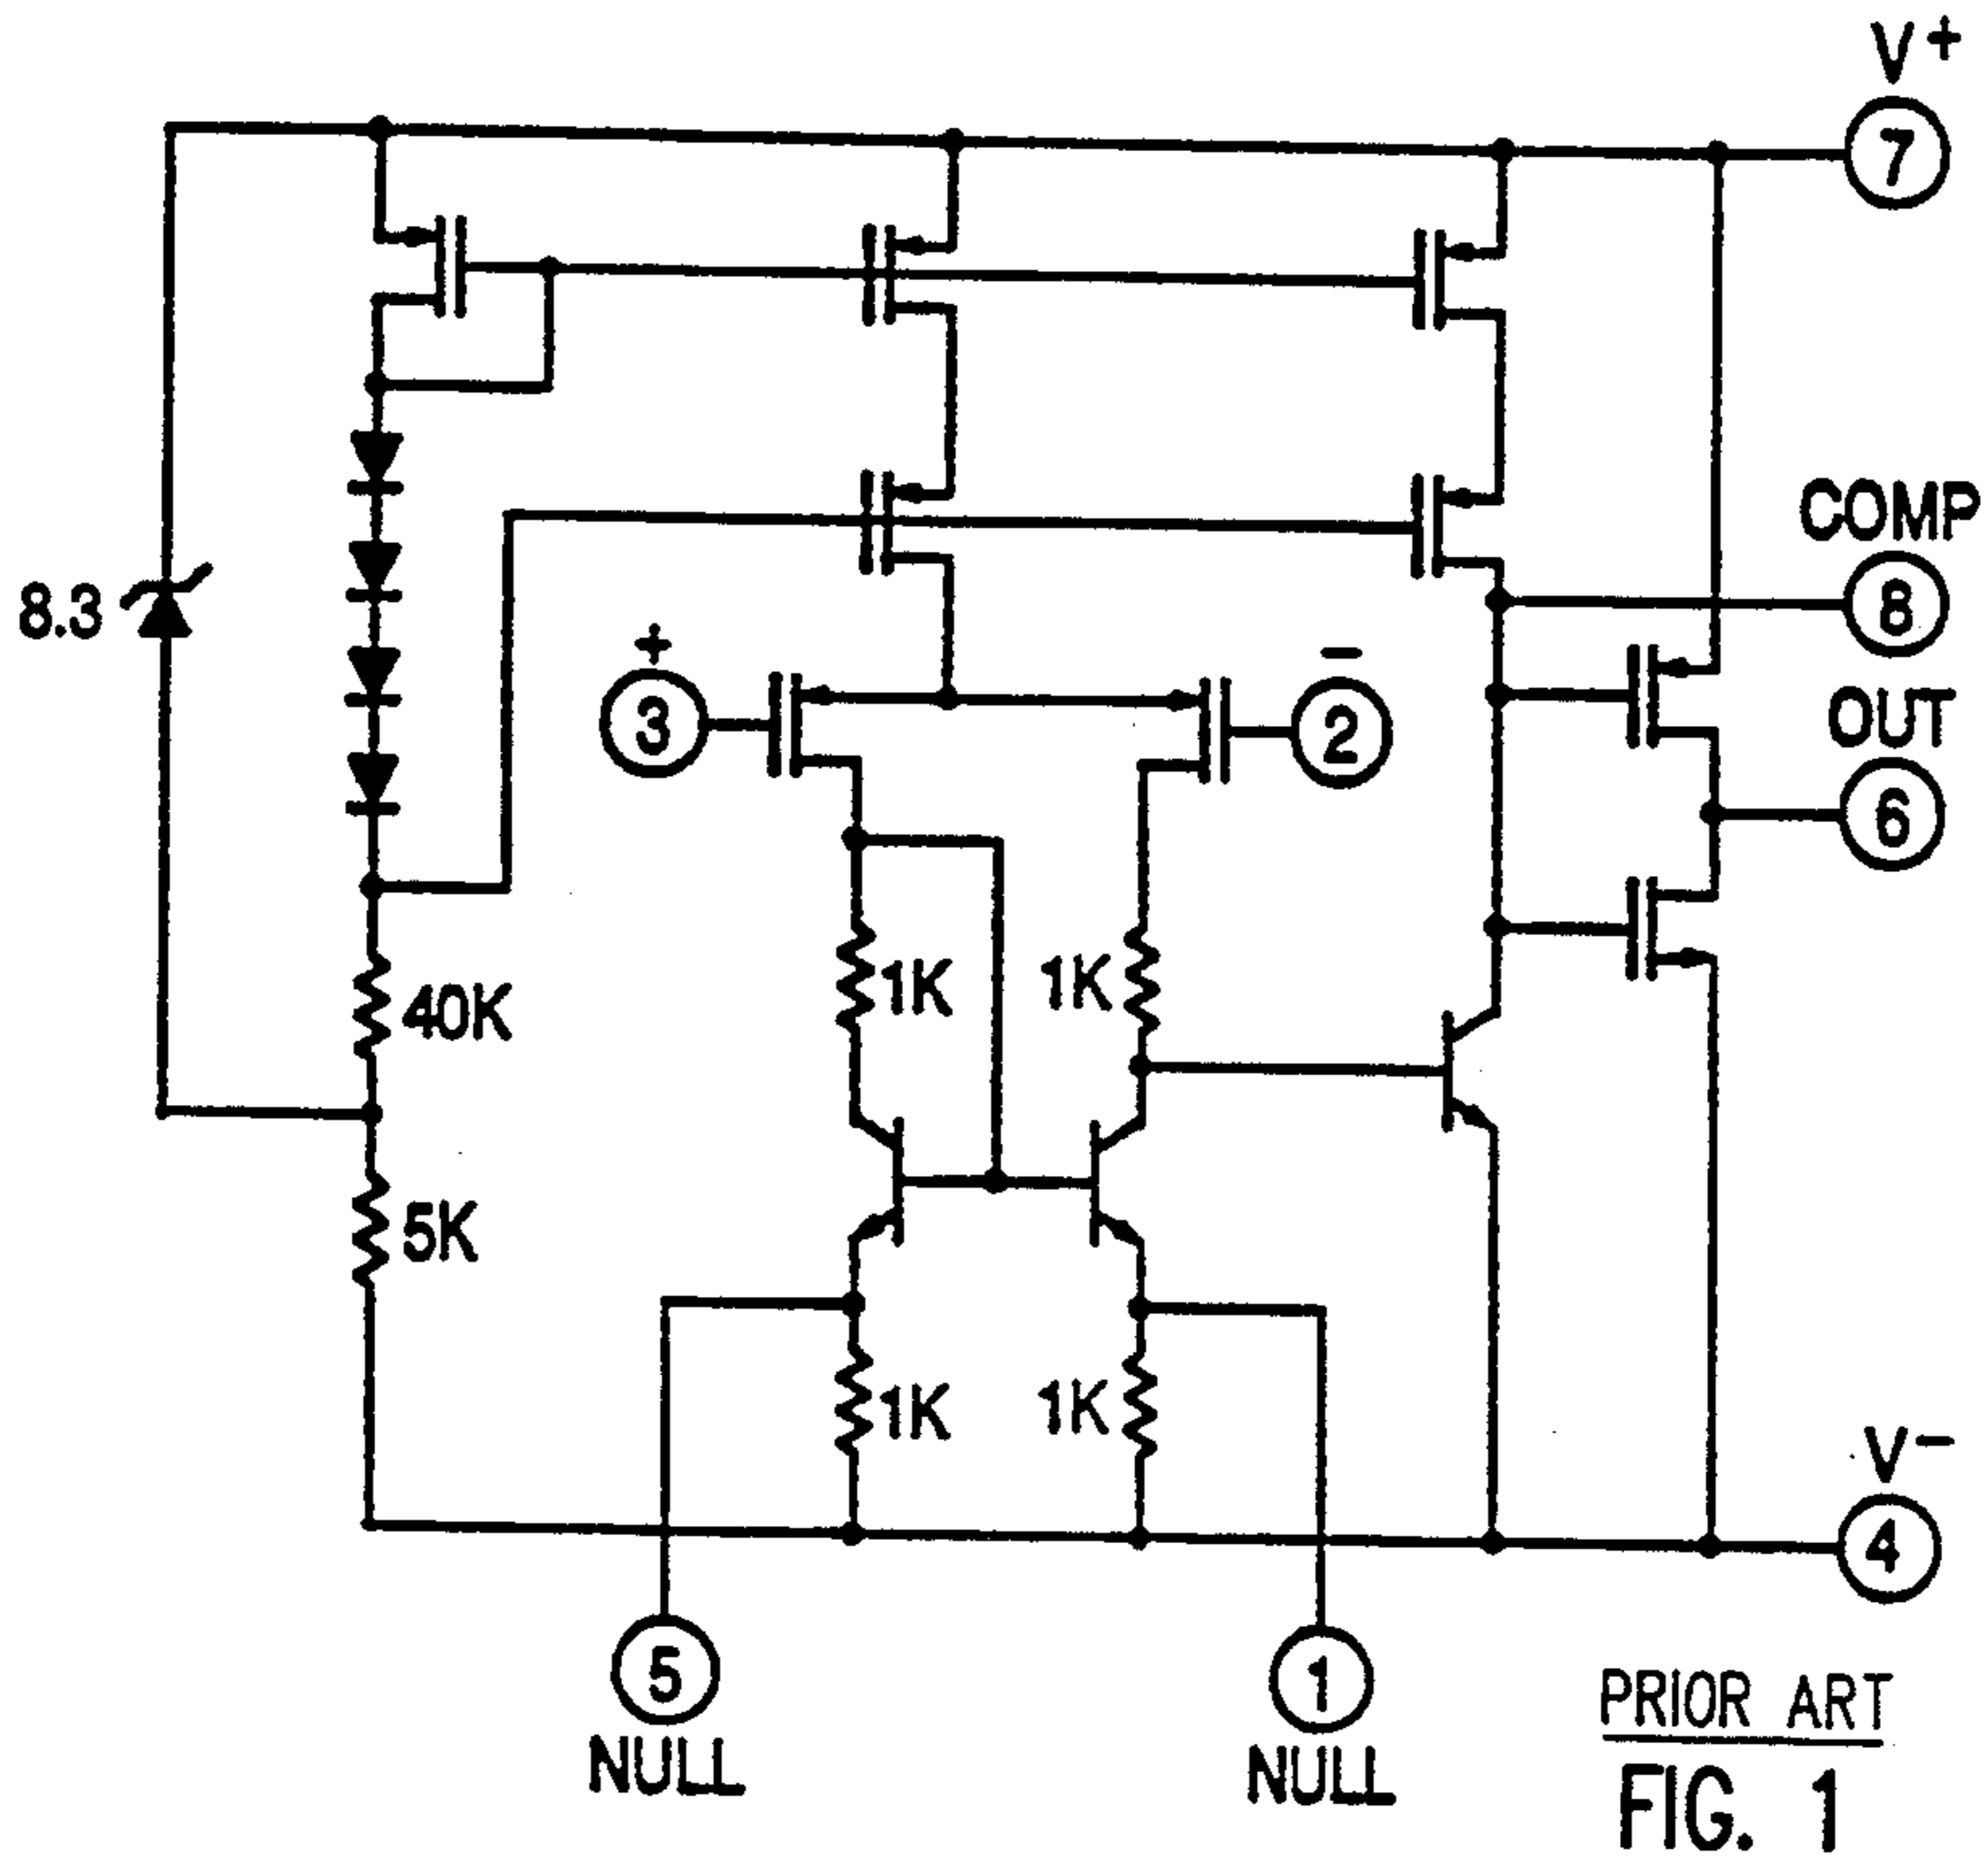 V+
7
COMP
8
8.3
+
3
−
2
OUT
6
1K
1K
40K
5K
1K
1K
V−
4
5
NULL
1
NULL
PRIOR ART
FIG. 1